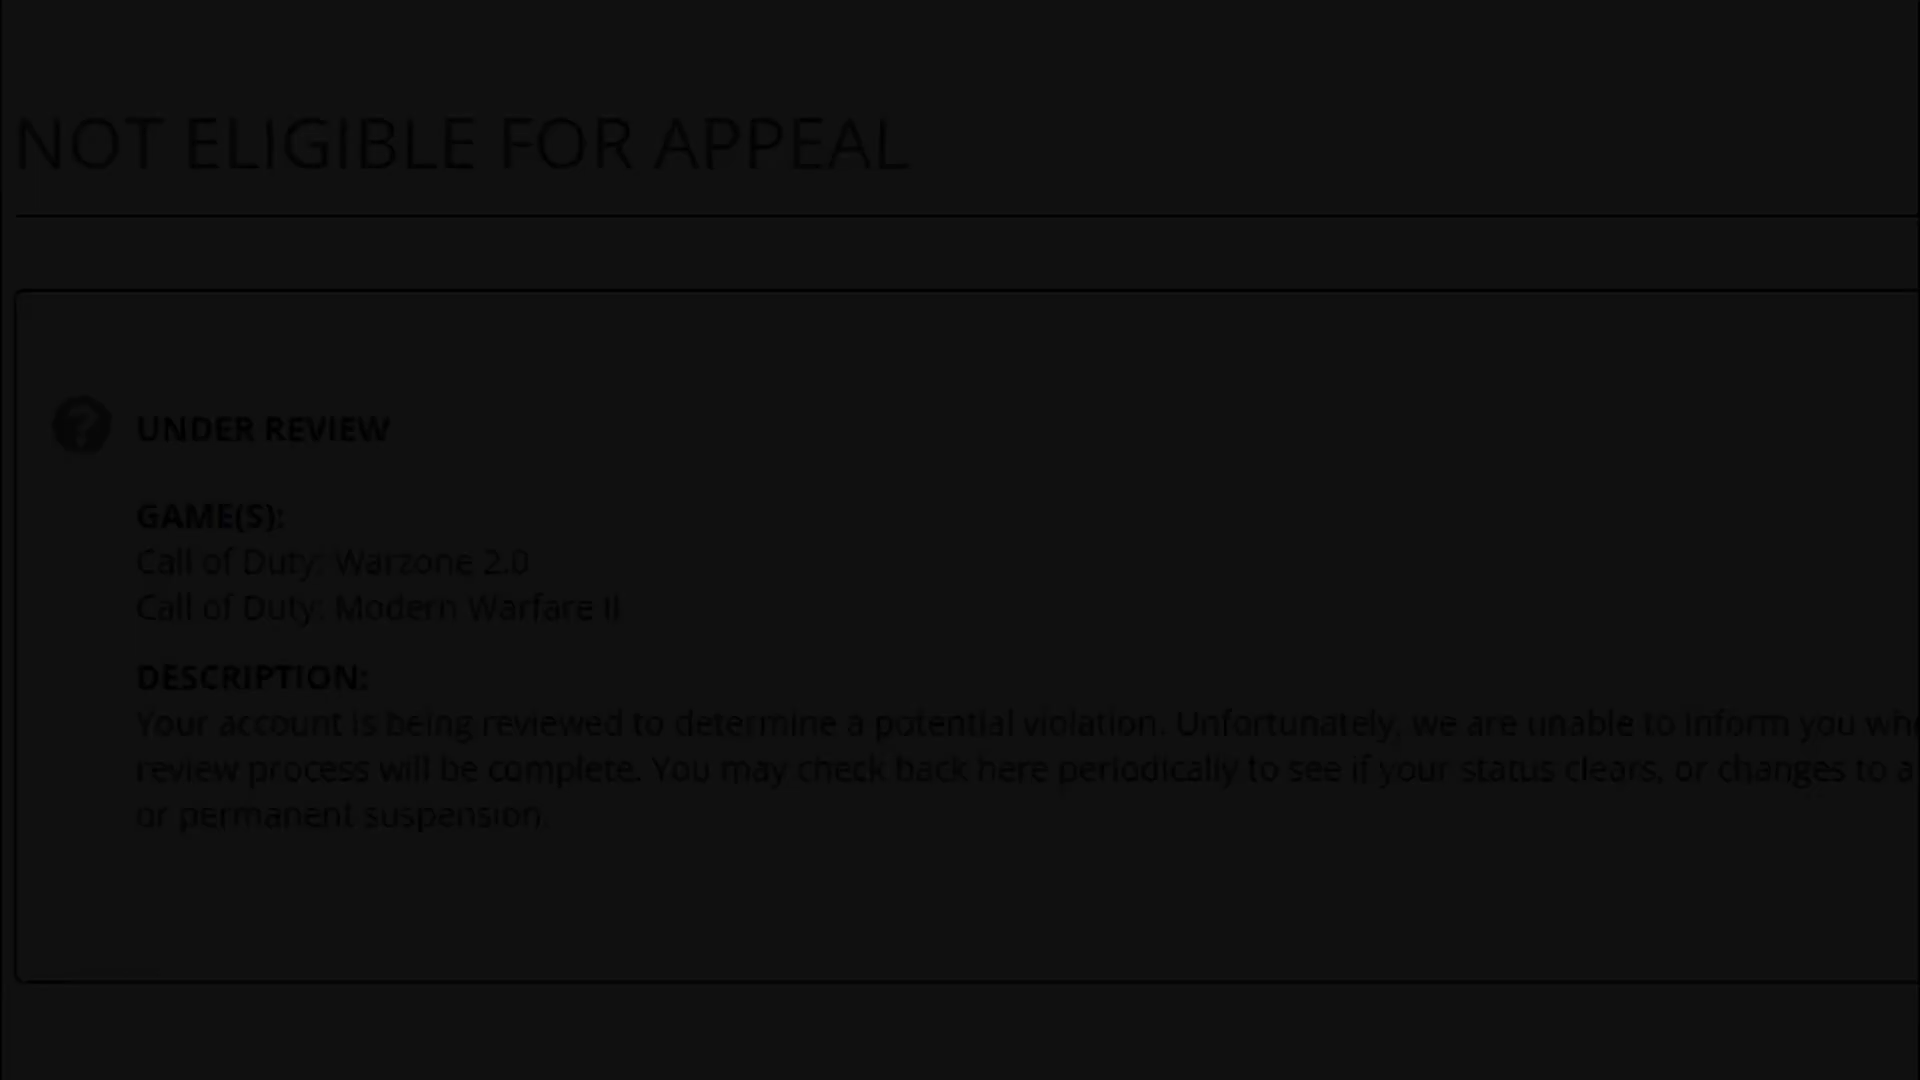 NOT ELIGIBLE FOR APPEAL
UNDER REVIEW
GAME(S):
Call of Duty: Warzone 2.0
Call of Duty: Modern Warfare II
DESCRIPTION:
Your account is being reviewed to determine a potential violation. Unfortunately, we are unable to inform you
review process will be complete. You may check back here periodically to see if your status clears, or changes to a
or permanent suspension.